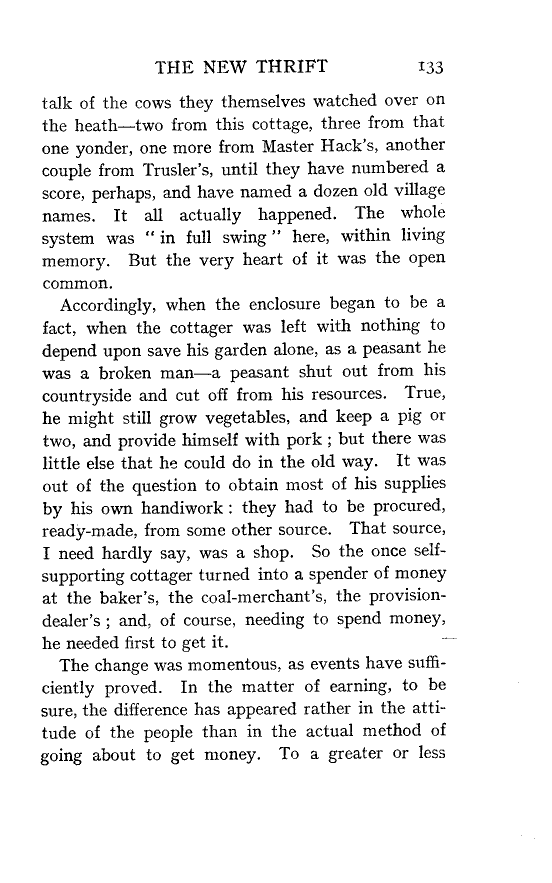 THE NEW THRIFT 133
talk of the cows they themselves watched over on
the heath—two from this cottage, three from that
one yonder, one more from Master Hack's, another
couple from Trusler's, until they have numbered a
score, perhaps, and have named a dozen old village
names. It all actually happened. The whole
system was " in full swing " here, within living
memory. But the very heart of it was the open
common.
Accordingly, when the enclosure began to be a
fact, when the cottager was left with nothing to
depend upon save his garden alone, as a peasant he
was a broken man—a peasant shut out from his
countryside and cut off from his resources. True,
he might still grow vegetables, and keep a pig or
two, and provide himself with pork ; but there was
little else that he could do in the old way. It was
out of the question to obtain most of his supplies
by his own handiwork : they had to be procured,
ready-made, from some other source. That source,
I need hardly say, was a shop. So the once self-
supporting cottager turned into a spender of money
at the baker's, the coal-merchant's, the provision-
dealer's ; and, of course, needing to spend money,
he needed first to get it.
The change was momentous, as events have suffi-
ciently proved. In the matter of earning, to be
sure, the difference has appeared rather in the atti-
tude of the people than in the actual method of
going about to get money. To a greater or less